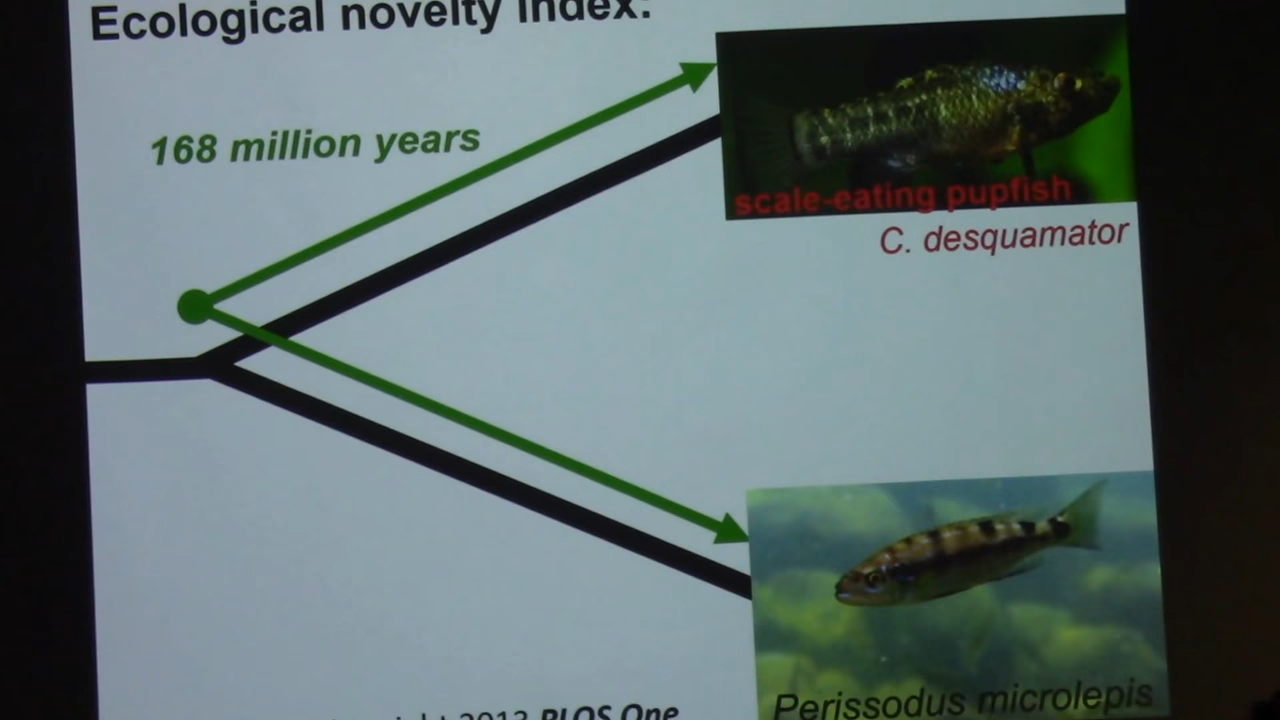 Ecological novelty index:
168 million years
scale-eating pupfish
C. desquamator
Perissodus microlepis
2013 PLOS One